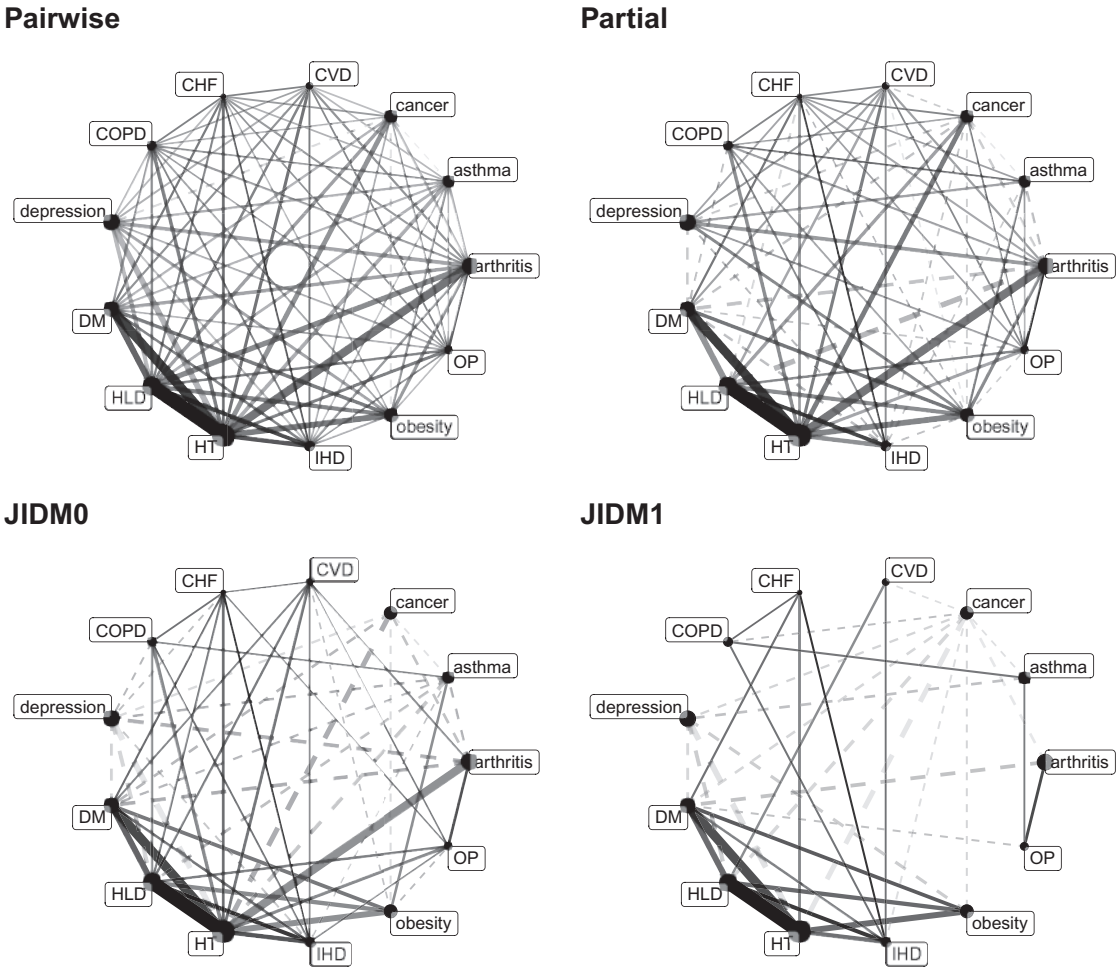 Pairwise
Partial
CVD
CHF
cancer
COPD
asthma
depression
arthritis
DM
OP
HLD
obesity
HT
IHD
CVD
CHF
cancer
COPD
asthma
depression
arthritis
DM
OP
HLD
obesity
HT
IHD
JIDM0
JIDM1
CVD
CHF
cancer
COPD
asthma
depression
arthritis
DM
OP
HLD
obesity
HT
IHD
CVD
CHF
cancer
COPD
asthma
depression
arthritis
DM
OP
HLD
obesity
HT
IHD